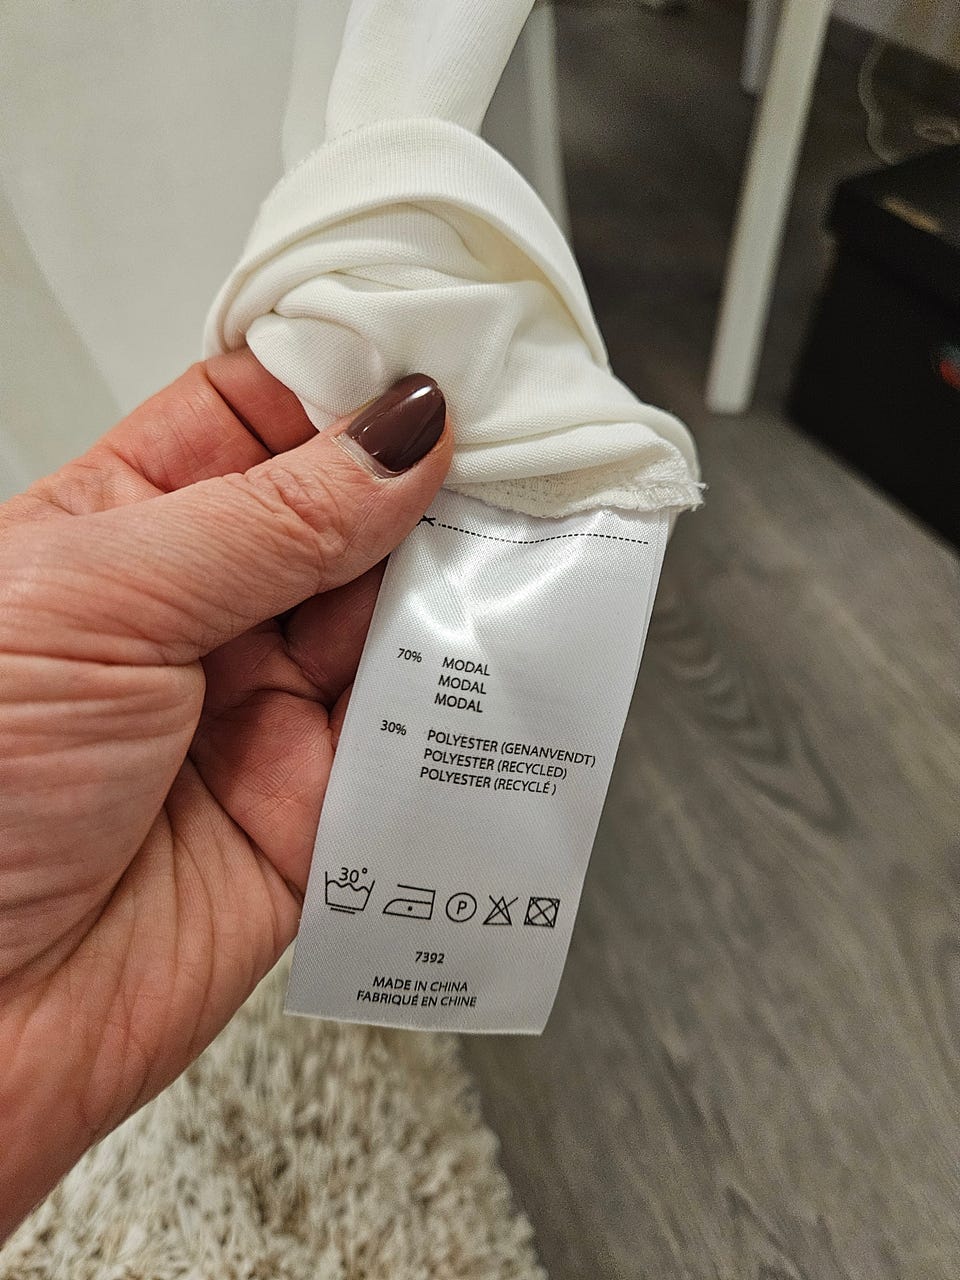 70% MODAL
MODAL
MODAL
30% POLYESTER (GENANVENDT)
POLYESTER (RECYCLED)
POLYESTER (RECYCLÉ )
30°
P
7392
MADE IN CHINA
FABRIQUÉ EN CHINE